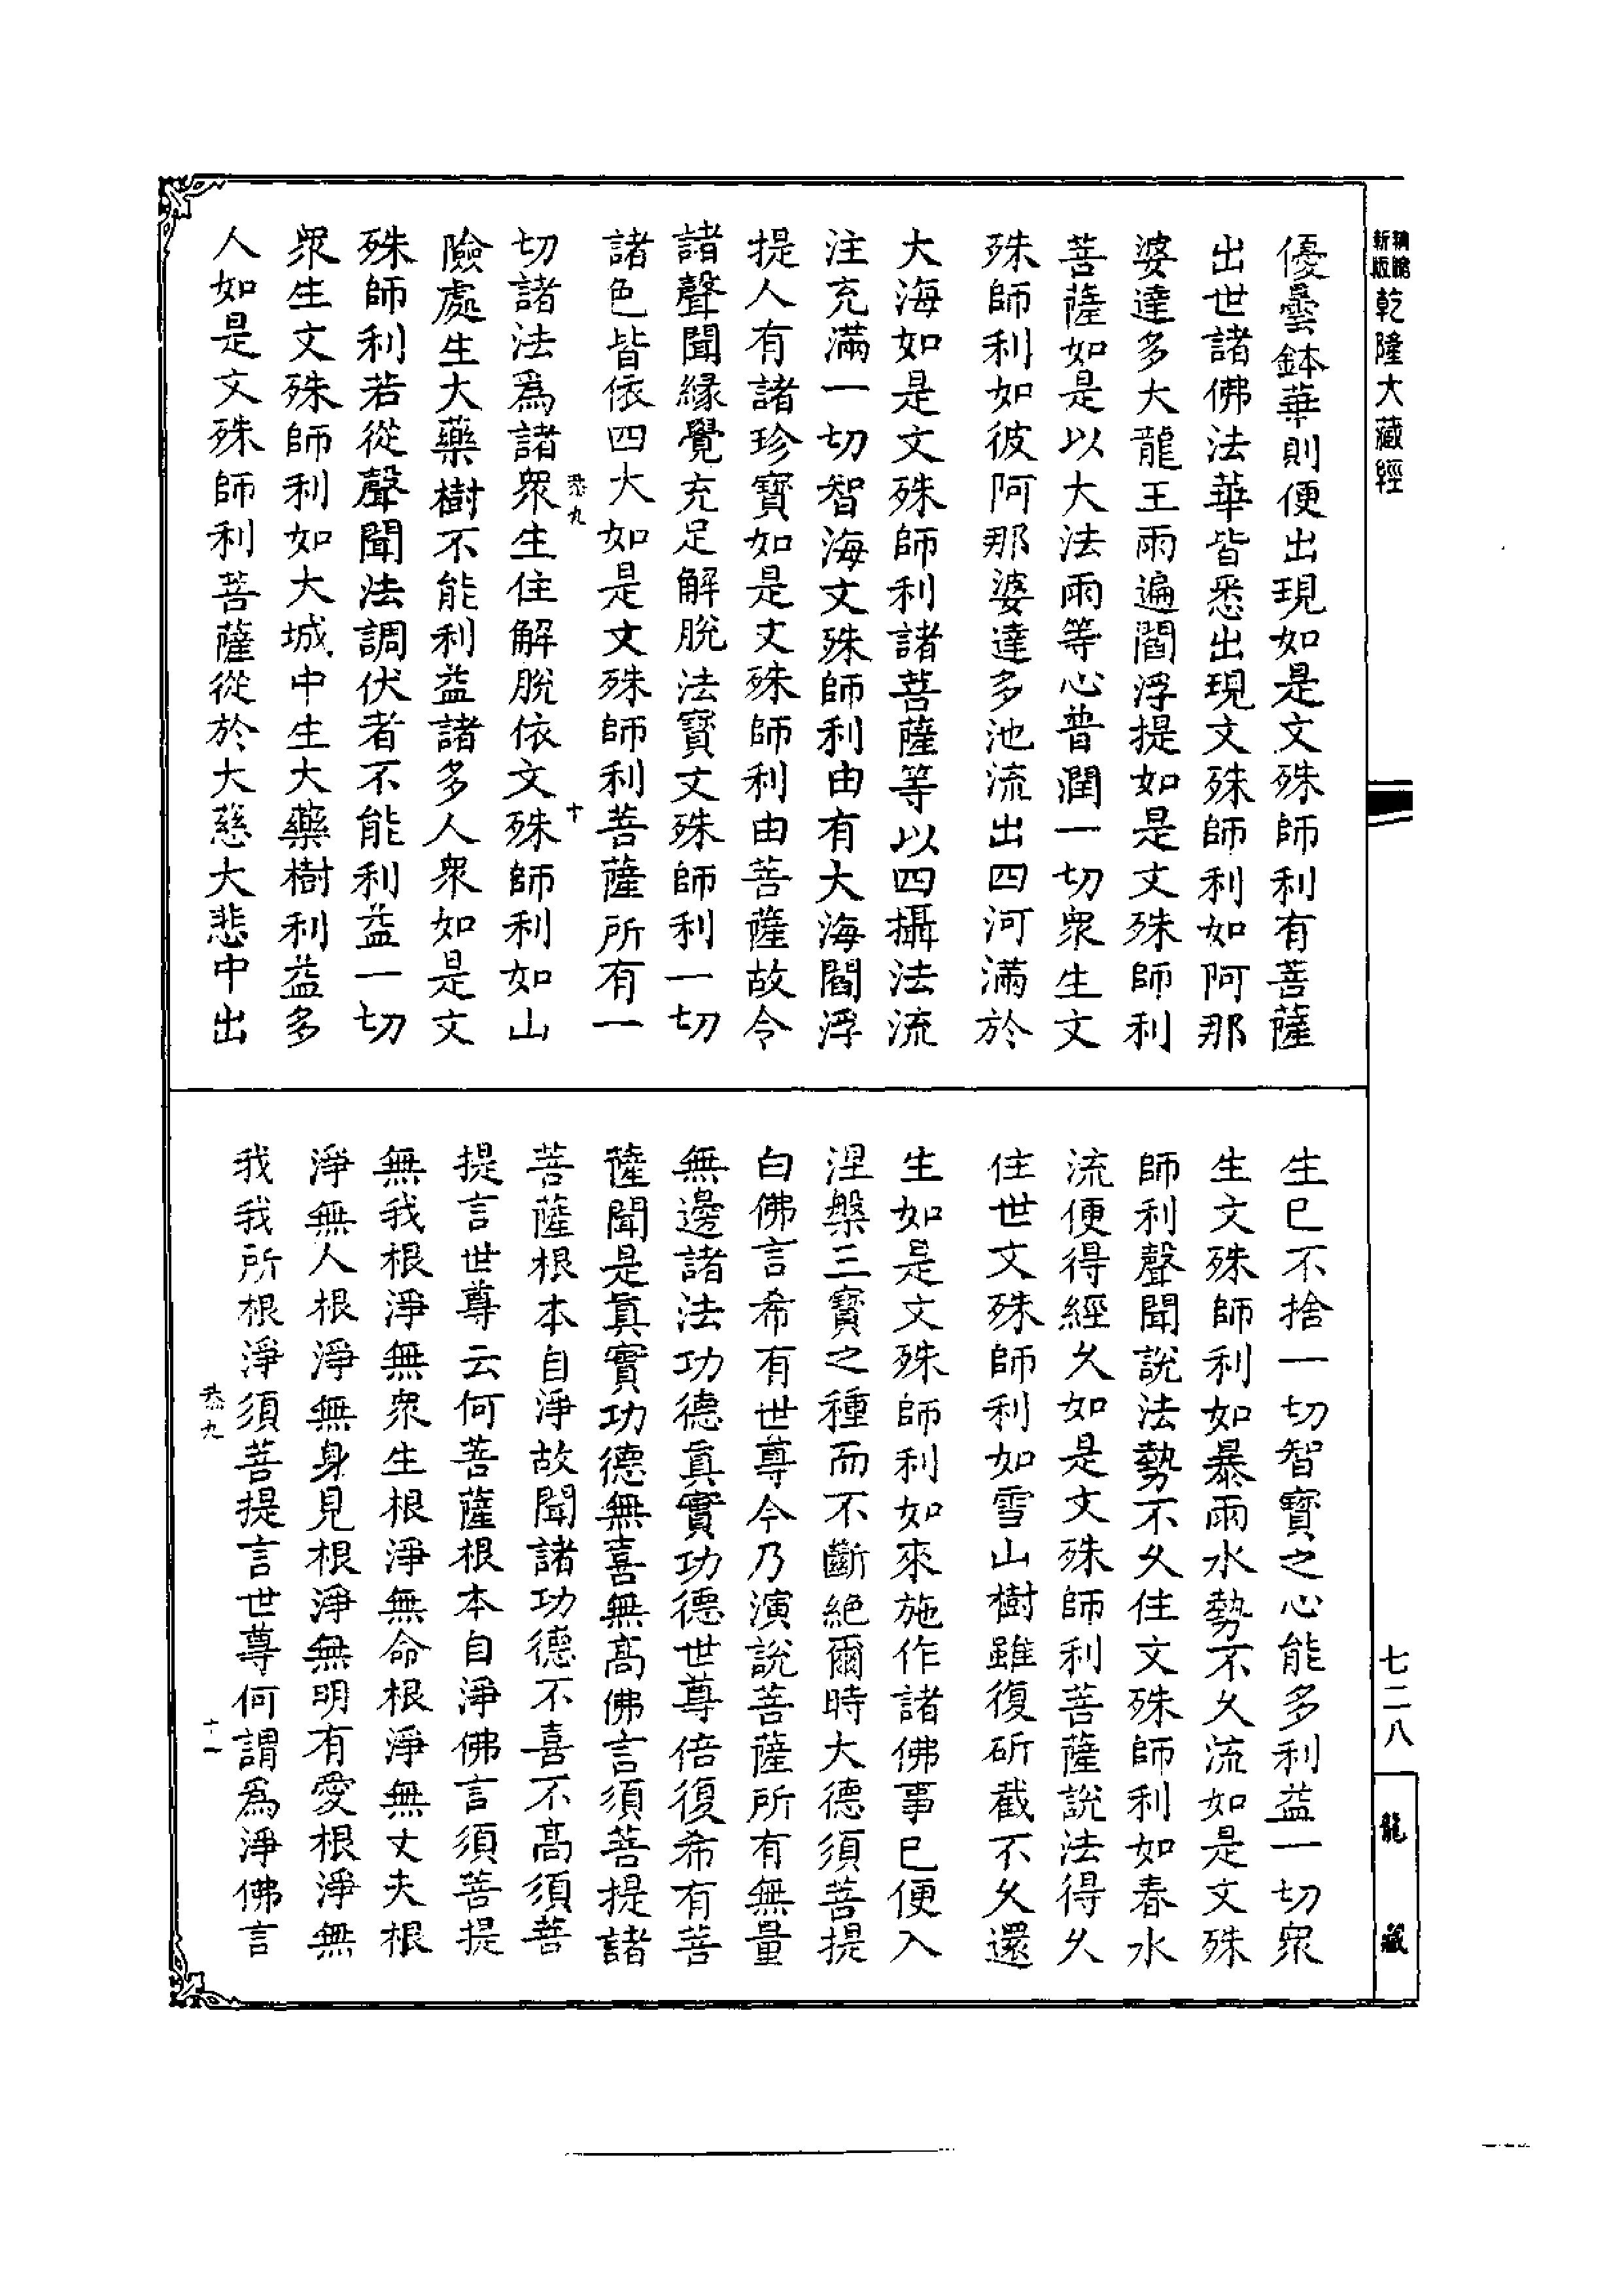 新版
乾隆大藏經
優曇鉢華則便出現如是文殊師利有菩薩
出世諸佛法華皆悉出現文殊師利如阿那
婆達多大龍王雨遍閻浮提如是文殊師利
菩薩如是以大法雨等心普潤一切衆生文
殊師利如彼阿那婆達多池流出四河滿於
大海如是文殊師利諸菩薩等以四攝法流
注充滿一切智海文殊師利由有大海閻浮
提人有諸珍寶如是文殊師利由菩薩故令
諸聲聞緣覺充足解脫法寶文殊師利一切
諸色皆依四大如是文殊師利菩薩所有一
恭九
十
切諸法爲諸衆生住解脫依文殊師利如山
險處生大藥樹不能利益諸多人衆如是文
殊師利若從聲聞法調伏者不能利益一切
衆生文殊師利如大城中生大藥樹利益多
人如是文殊師利菩薩從於大慈大悲中出
生已不捨一切智寶之心能多利益一切衆
生文殊師利如暴雨水勢不久流如是文殊
師利聲聞說法勢不久住文殊師利如春水
流便得經久如是文殊師利菩薩說法得久
住世文殊師利如雪山樹雖復斫截不久還
生如是文殊師利如來施作諸佛事已便入
涅槃三寶之種而不斷絕爾時大德須菩提
白佛言希有世尊今乃演說菩薩所有無量
無邊諸法功德眞實功德世尊倍復希有菩
薩聞是眞實功德無喜無高佛言須菩提諸
菩薩根本自淨故聞諸功德不喜不高須菩
提言世尊云何菩薩根本自淨佛言須菩提
無我根淨無衆生根淨無命根淨無丈夫根
淨無人根淨無身見根淨無明有愛根淨無
我我所根淨須菩提言世尊何謂爲淨佛言
恭九
十一
七二八
龍藏